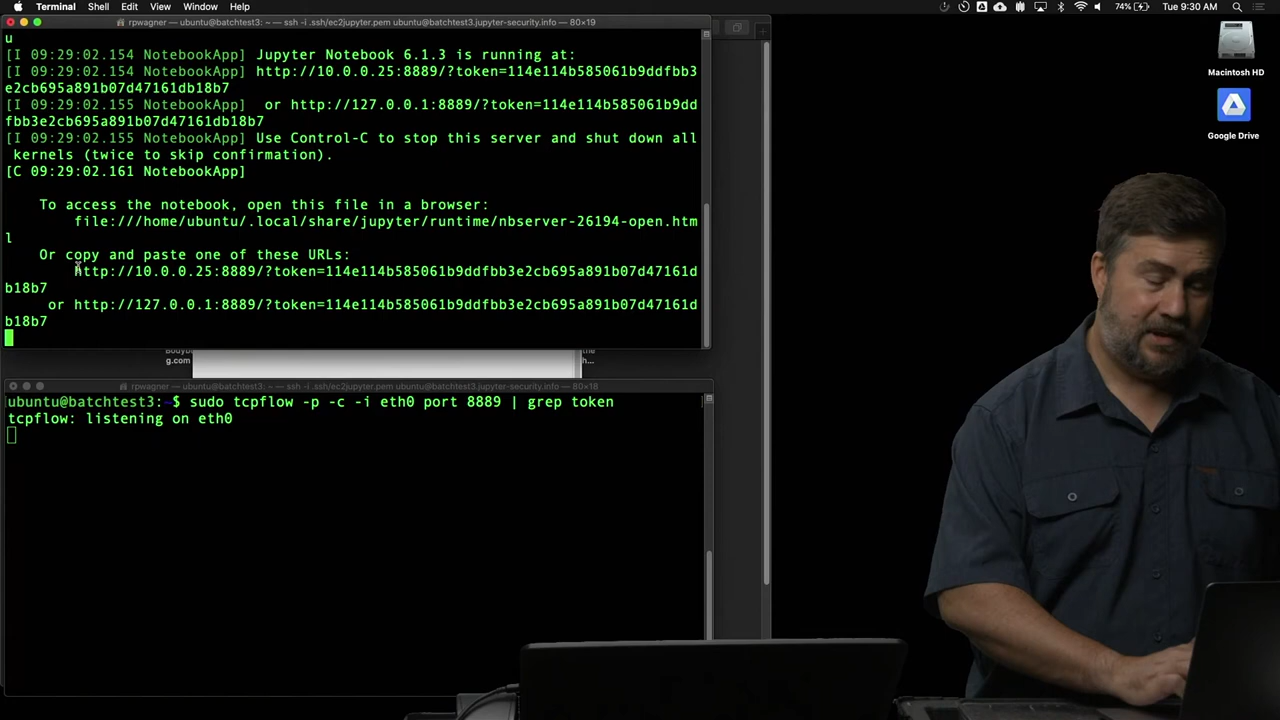 Terminal Shell Edit View Window Help 74% Tue 9:30 AM
rpwagner — ubuntu@batchtest3: ~ — ssh -i .ssh/ec2jupyter.pem ubuntu@batchtest3.jupyter-security.info — 80×19
u
[I 09:29:02.154 NotebookApp] Jupyter Notebook 6.1.3 is running at:
[I 09:29:02.154 NotebookApp] http://10.0.0.25:8889/?token=114e114b585061b9ddfbb3
e2cb695a891b07d47161db18b7
[I 09:29:02.155 NotebookApp]  or http://127.0.0.1:8889/?token=114e114b585061b9dd
fbb3e2cb695a891b07d47161db18b7
[I 09:29:02.155 NotebookApp] Use Control-C to stop this server and shut down all
kernels (twice to skip confirmation).
[C 09:29:02.161 NotebookApp]
To access the notebook, open this file in a browser:
file:///home/ubuntu/.local/share/jupyter/runtime/nbserver-26194-open.htm
l
Or copy and paste one of these URLs:
http://10.0.0.25:8889/?token=114e114b585061b9ddfbb3e2cb695a891b07d47161d
b18b7
or http://127.0.0.1:8889/?token=114e114b585061b9ddfbb3e2cb695a891b07d47161d
b18b7
g.com
h...
rpwagner — ubuntu@batchtest3: ~ — ssh -i .ssh/ec2jupyter.pem ubuntu@batchtest3.jupyter-security.info — 80×18
ubuntu@batchtest3:~$ sudo tcpflow -p -c -i eth0 port 8889 | grep token
tcpflow: listening on eth0
Macintosh HD
Google Drive